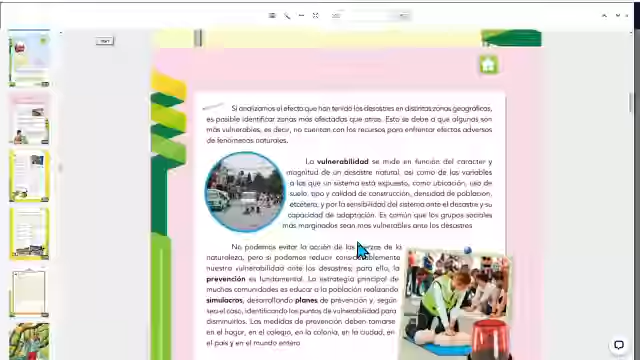 Si analizamos el efecto que han tenido los desastres en distintas zonas geográficas,
es posible identificar zonas más afectadas que otras. Esto se debe a que algunas son
más vulnerables, es decir, no cuentan con los recursos para enfrentar efectos adversos
de fenómenos naturales.
La vulnerabilidad se mide en función del caracter y
magnitud de un desastre natural, así como de las variaciones
a las que un sistema está expuesto, como ubicación, uso de
suelo, tipo y calidad de construcción, densidad de población,
etcétera, y por la sensibilidad del sistema ante el desastre y su
capacidad de adaptación. Es común que los grupos sociales
más marginados sean más vulnerables ante los desastres
No podemos evitar la acción de las fuerzas de la
naturaleza, pero sí podemos reducir considerablemente
nuestra vulnerabilidad ante los desastres; para ello, la
prevención es fundamental. La estrategia principal de
muchas comunidades es educar a la población realizando
simulacros, desarrollando planes de prevención y, según
sea el caso, identificando los puntos de vulnerabilidad para
disminuirlos. Las medidas de prevención deben tomarse
en el hogar, en el colegio, en la colonia, en la ciudad, en
el país y en el mundo entero